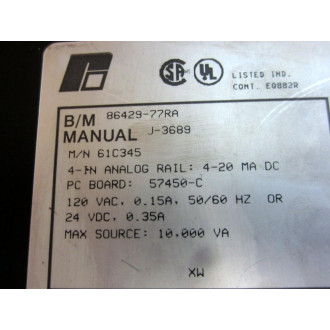 LISTED IND.
CONT. EQ882R
B/M 86429-77RA
MANUAL J-3689
M/N 61C345
4-IN ANALOG RAIL: 4-20 MA DC
PC BOARD: 57450-C
120 VAC, 0.15A, 50/60 HZ OR
24 VDC, 0.35A
MAX SOURCE: 10,000 VA
XW